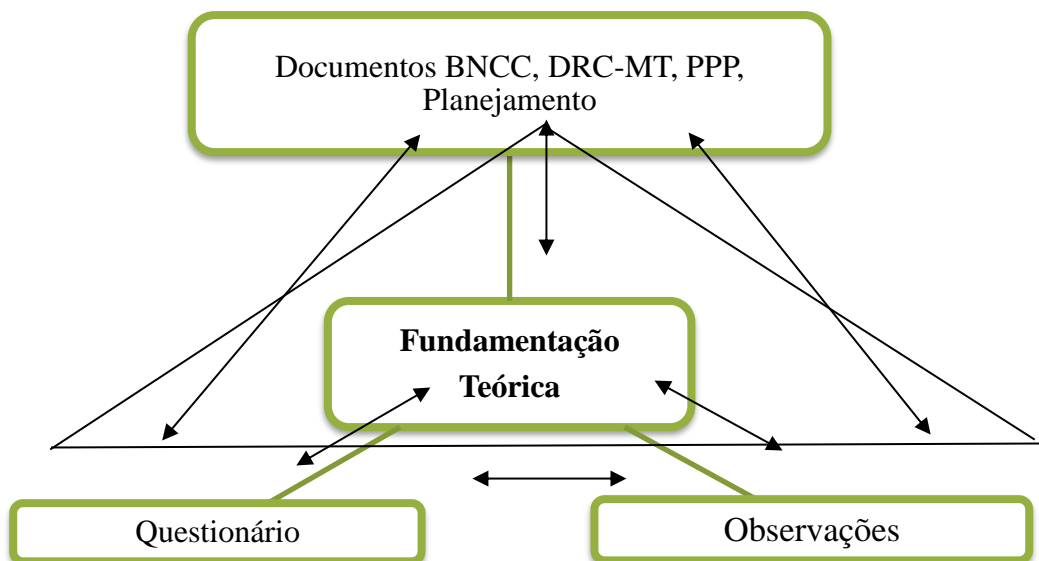 Documentos BNCC, DRC-MT, PPP,
Planejamento
Fundamentação
Teórica
Questionário
Observações